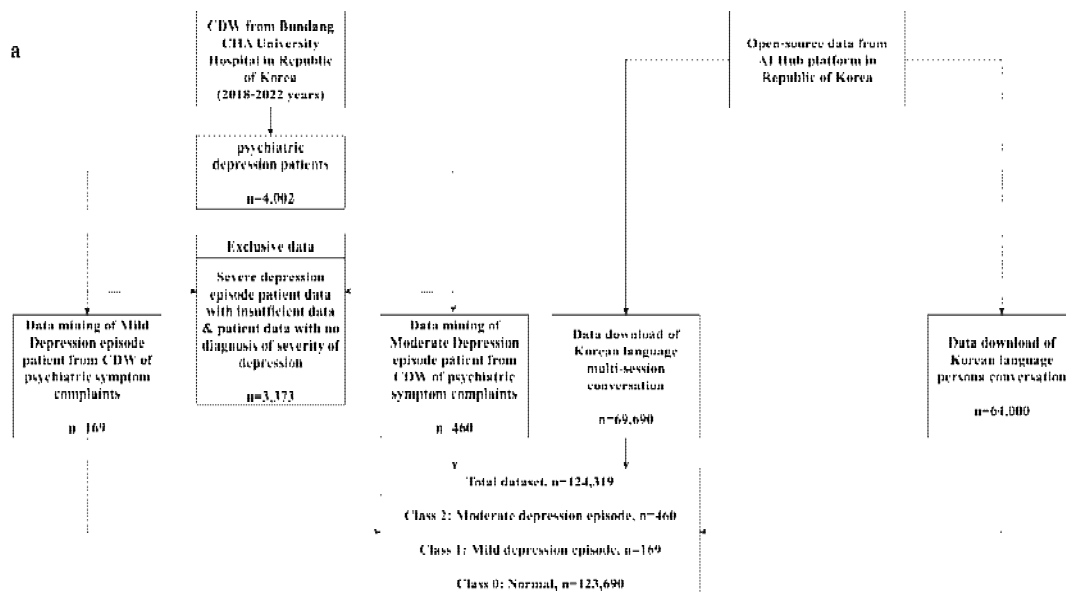 a
CDW from Bundang
CHA University
Hospital in Republic
of Korea
(2018-2022 years)
Open-source data from
AI Hub platform in
Republic of Korea
psychiatric
depression patients
n=4,002
Exclusive data
Severe depression
episode patient data
with insufficient data
& patient data with no
diagnosis of severity of
depression
n=3,373
Data mining of Mild
Depression episode
patient from CDW of
psychiatric symptom
complaints
n=169
Data mining of
Moderate Depression
episode patient from
CDW of psychiatric
symptom complaints
n=460
Data download of
Korean language
multi-session
conversation
n=69,690
Data download of
Korean language
persona conversation
Total dataset, n=124,319
Class 2: Moderate depression episode, n=460
Class 1: Mild depression episode, n=169
Class 0: Normal, n=123,690